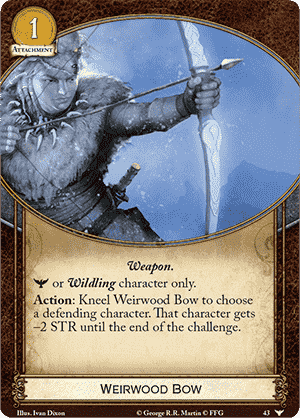 1
Attachment
Weapon.
or Wildling character only.
Action: Kneel Weirwood Bow to choose
a defending character. That character gets
–2 STR until the end of the challenge.
Weirwood Bow
Illus. Ivan Dixon © George R.R. Martin © FFG 43